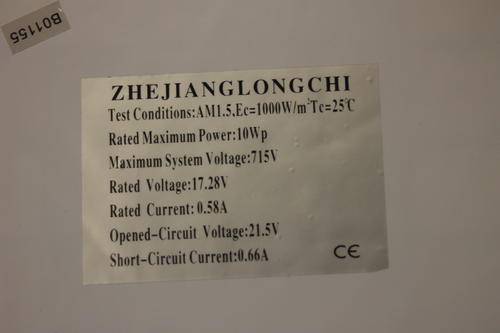 B01155
ZHEJIANGLONGCHI
Test Conditions:AM1.5,Ec=1000W/m²Tc=25℃
Rated Maximum Power:10Wp
Maximum System Voltage:715V
Rated Voltage:17.28V
Rated Current:0.58A
Opened-Circuit Voltage:21.5V
Short-Circuit Current:0.66A
CE